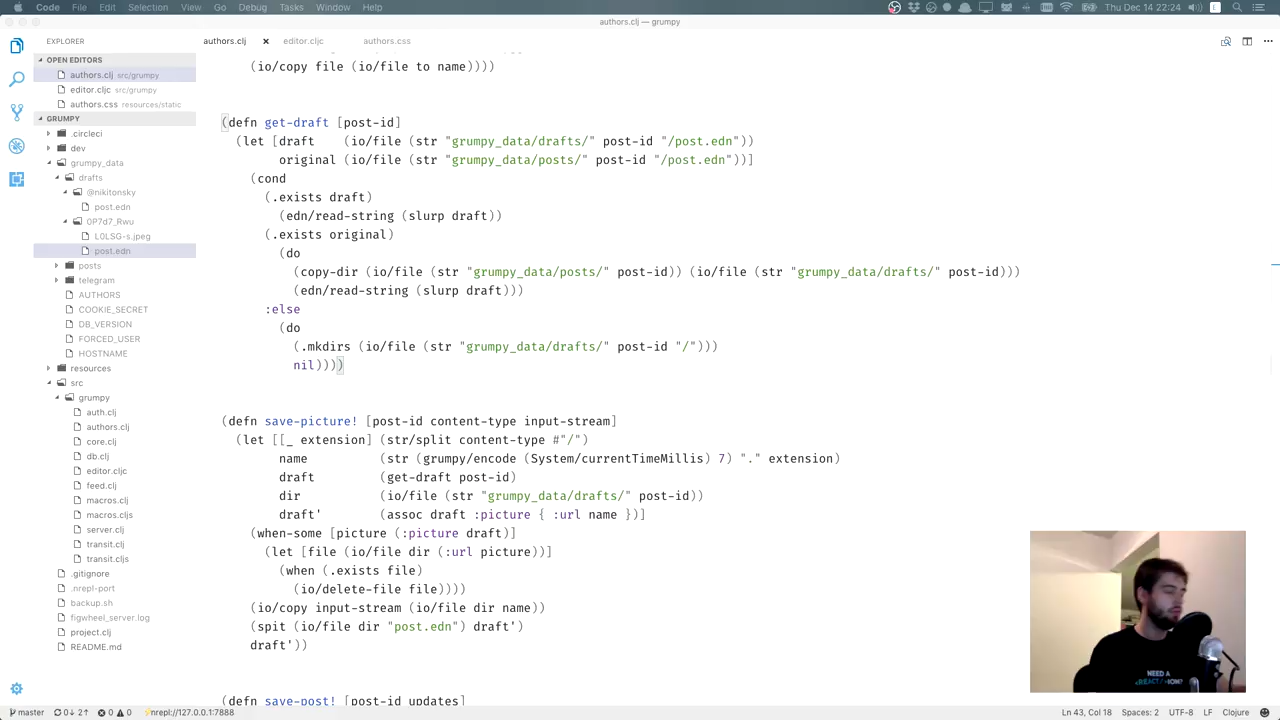 View Go Debug Tasks Window Help
Thu, Dec 14 22:24
authors.clj — grumpy
EXPLORER
authors.clj
editor.cljc
authors.css
OPEN EDITORS
authors.clj src/grumpy
editor.cljc src/grumpy
authors.css resources/static
GRUMPY
.circleci
dev
grumpy_data
drafts
@nikitonsky
post.edn
0P7d7_Rwu
L0LSG-s.jpeg
post.edn
posts
telegram
AUTHORS
COOKIE_SECRET
DB_VERSION
FORCED_USER
HOSTNAME
resources
src
grumpy
auth.clj
authors.clj
core.clj
db.clj
editor.cljc
feed.clj
macros.clj
macros.cljs
server.clj
transit.clj
transit.cljs
.gitignore
.nrepl-port
backup.sh
figwheel_server.log
project.clj
README.md
(io/copy file (io/file to name))))
(defn get-draft [post-id]
(let [draft (io/file (str "grumpy_data/drafts/" post-id "/post.edn"))
original (io/file (str "grumpy_data/posts/" post-id "/post.edn"))]
(cond
(.exists draft)
(edn/read-string (slurp draft))
(.exists original)
(do
(copy-dir (io/file (str "grumpy_data/posts/" post-id)) (io/file (str "grumpy_data/drafts/" post-id)))
(edn/read-string (slurp draft)))
:else
(do
(.mkdirs (io/file (str "grumpy_data/drafts/" post-id "/")))
nil))))
(defn save-picture! [post-id content-type input-stream]
(let [[_ extension] (str/split content-type #"/")
name (str (grumpy/encode (System/currentTimeMillis) 7) "." extension)
draft (get-draft post-id)
dir (io/file (str "grumpy_data/drafts/" post-id))
draft' (assoc draft :picture { :url name })]
(when-some [picture (:picture draft)]
(let [file (io/file dir (:url picture))]
(when (.exists file)
(io/delete-file file))))
(io/copy input-stream (io/file dir name))
(spit (io/file dir "post.edn") draft')
draft'))
(defn save-post! [post-id updates]
NEED A
master 0↓ 2↑ 0 0 nrepl://127.0.0.1:7888
Ln 43, Col 18 Spaces: 2 UTF-8 LF Clojure